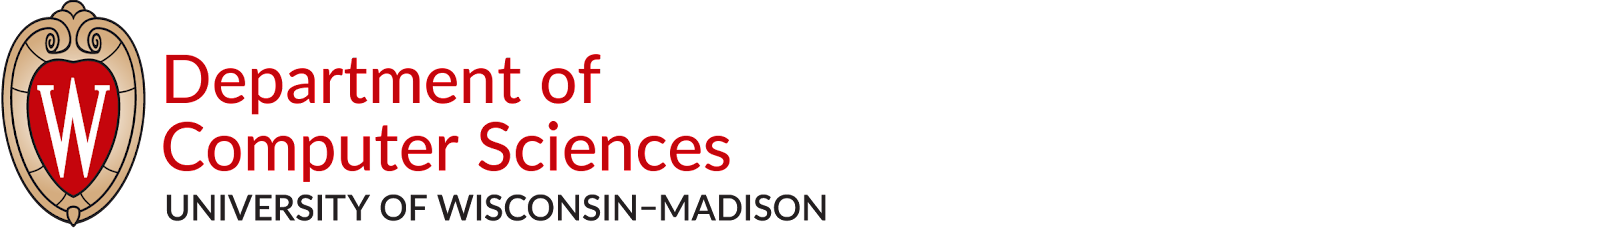 W
Department of
Computer Sciences
UNIVERSITY OF WISCONSIN–MADISON